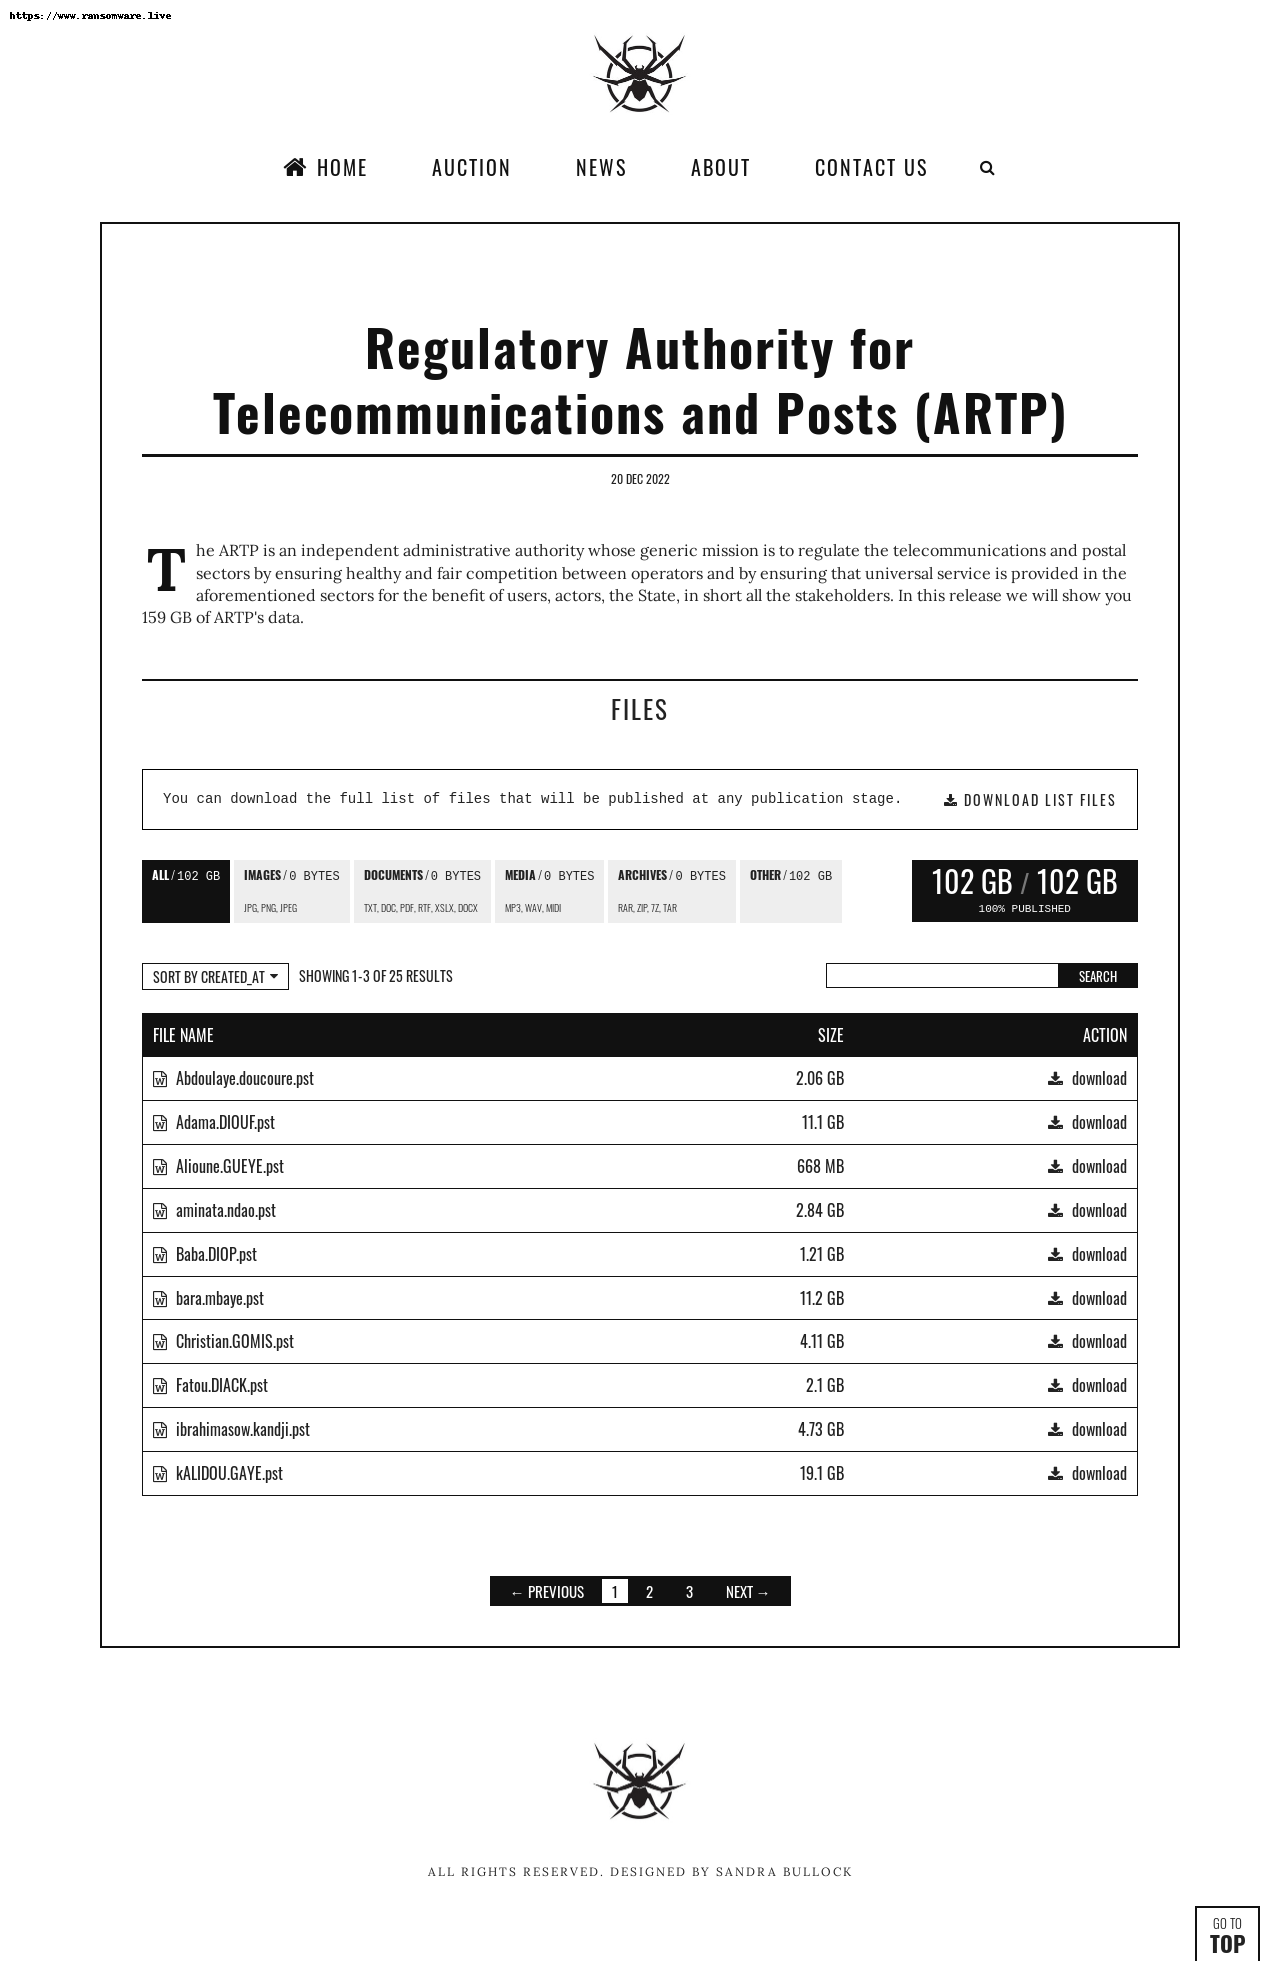 https://www.ransomware.live
HOME AUCTION NEWS ABOUT CONTACT US
Regulatory Authority for
Telecommunications and Posts (ARTP)
20 DEC 2022
The ARTP is an independent administrative authority whose generic mission is to regulate the telecommunications and postal
sectors by ensuring healthy and fair competition between operators and by ensuring that universal service is provided in the
aforementioned sectors for the benefit of users, actors, the State, in short all the stakeholders. In this release we will show you
159 GB of ARTP's data.
FILES
You can download the full list of files that will be published at any publication stage. DOWNLOAD LIST FILES
ALL / 102 GB
IMAGES / 0 BYTES
JPG, PNG, JPEG
DOCUMENTS / 0 BYTES
TXT, DOC, PDF, RTF, XSLX, DOCX
MEDIA / 0 BYTES
MP3, WAV, MIDI
ARCHIVES / 0 BYTES
RAR, ZIP, 7Z, TAR
OTHER / 102 GB
102 GB / 102 GB
100% PUBLISHED
SORT BY CREATED_AT SHOWING 1-3 OF 25 RESULTS SEARCH
FILE NAME SIZE ACTION
Abdoulaye.doucoure.pst 2.06 GB download
Adama.DIOUF.pst 11.1 GB download
Alioune.GUEYE.pst 668 MB download
aminata.ndao.pst 2.84 GB download
Baba.DIOP.pst 1.21 GB download
bara.mbaye.pst 11.2 GB download
Christian.GOMIS.pst 4.11 GB download
Fatou.DIACK.pst 2.1 GB download
ibrahimasow.kandji.pst 4.73 GB download
kALIDOU.GAYE.pst 19.1 GB download
← PREVIOUS 1 2 3 NEXT →
ALL RIGHTS RESERVED. DESIGNED BY SANDRA BULLOCK
GO TO
TOP